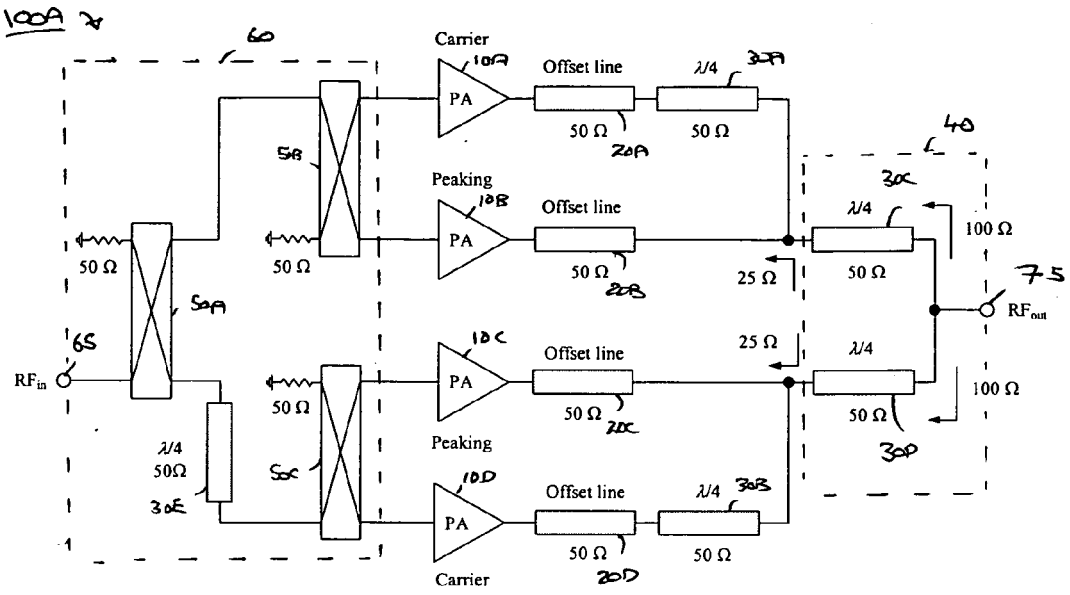 100A
60
Carrier
10A
PA
Offset line
50 Ω
20A
λ/4
30A
50 Ω
5B
50 Ω
Peaking
10B
PA
Offset line
50 Ω
20B
25 Ω
40
30C
λ/4
50 Ω
100 Ω
75
RFout
50 Ω
50A
65
RFin
λ/4
50Ω
30E
50 Ω
50C
10C
PA
Peaking
Offset line
50 Ω
20C
25 Ω
λ/4
50 Ω
30D
100 Ω
10D
PA
Carrier
Offset line
50 Ω
20D
λ/4
30B
50 Ω